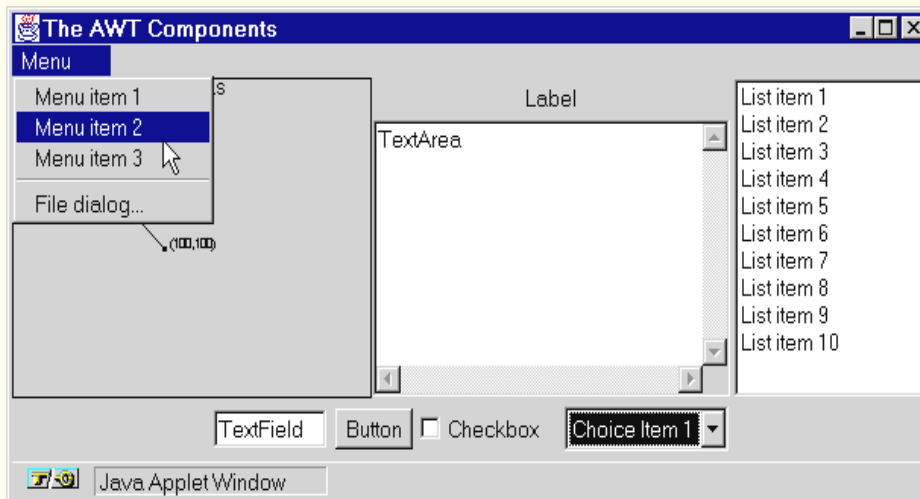 The AWT Components
Menu
Menu item 1
Menu item 2
Menu item 3
File dialog...
(100,100)
Label
TextArea
List item 1
List item 2
List item 3
List item 4
List item 5
List item 6
List item 7
List item 8
List item 9
List item 10
TextField
Button
Checkbox
Choice Item 1
Java Applet Window